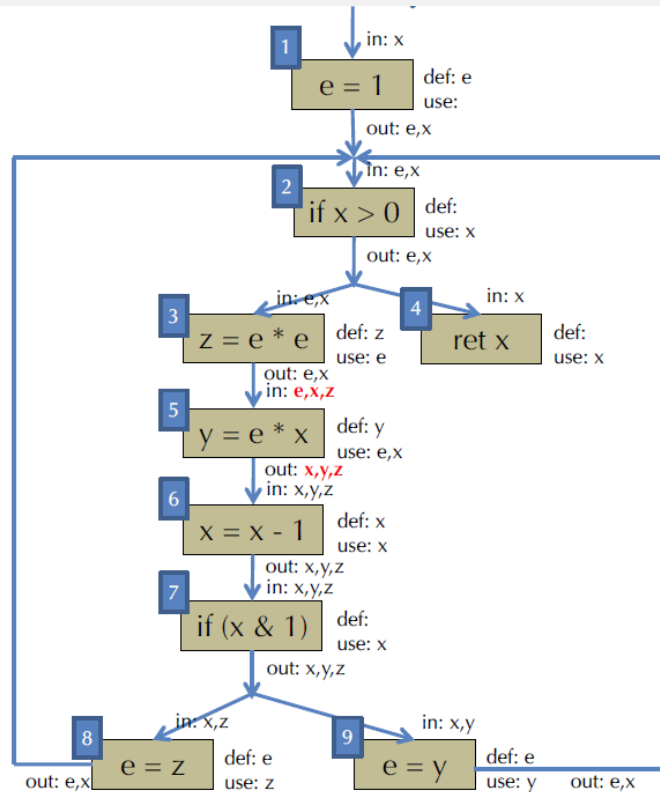 1
in: x
e = 1
def: e
use:
out: e,x
in: e,x
2
if x > 0
def:
use: x
out: e,x
in: e,x
3
z = e * e
def: z
use: e
in: x
4
ret x
def:
use: x
out: e,x
in: e,x,z
5
y = e * x
def: y
use: e,x
out: x,y,z
in: x,y,z
6
x = x - 1
def: x
use: x
out: x,y,z
in: x,y,z
7
if (x & 1)
def:
use: x
out: x,y,z
in: x,z
8
e = z
def: e
use: z
out: e,x
in: x,y
9
e = y
def: e
use: y
out: e,x